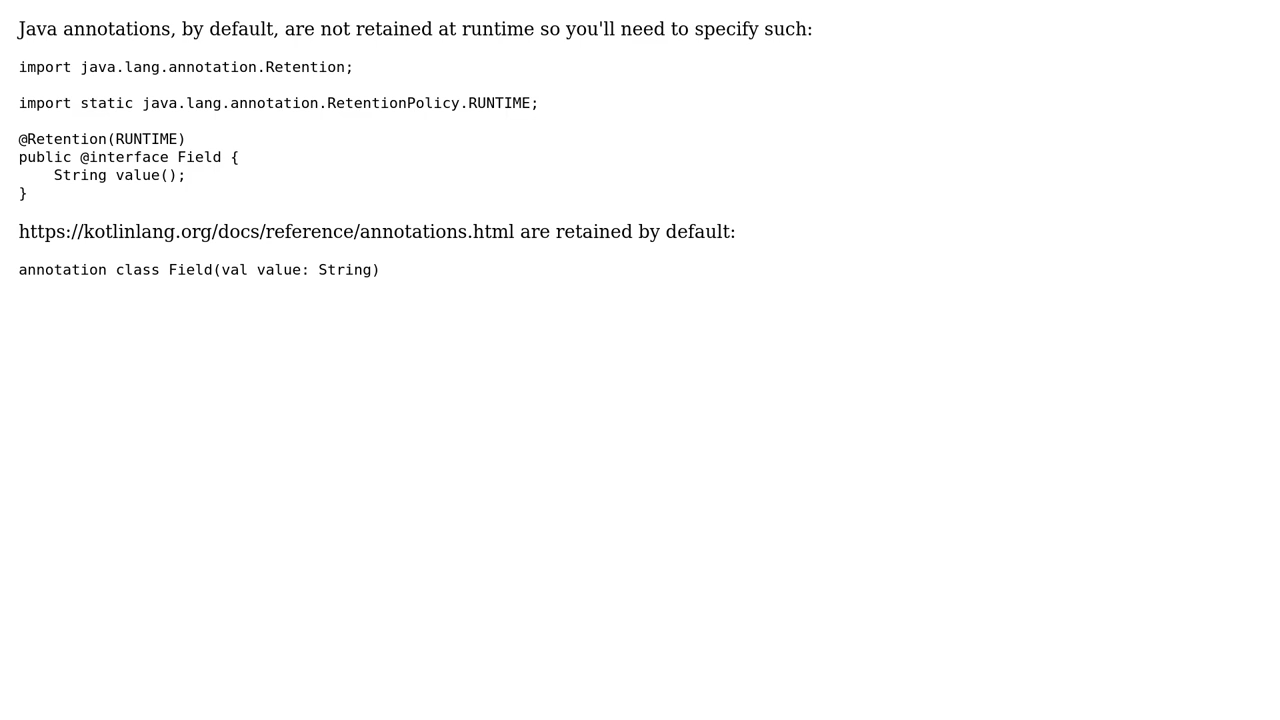 Java annotations, by default, are not retained at runtime so you'll need to specify such:
import java.lang.annotation.Retention;
import static java.lang.annotation.RetentionPolicy.RUNTIME;
@Retention(RUNTIME)
public @interface Field {
    String value();
}
https://kotlinlang.org/docs/reference/annotations.html are retained by default:
annotation class Field(val value: String)